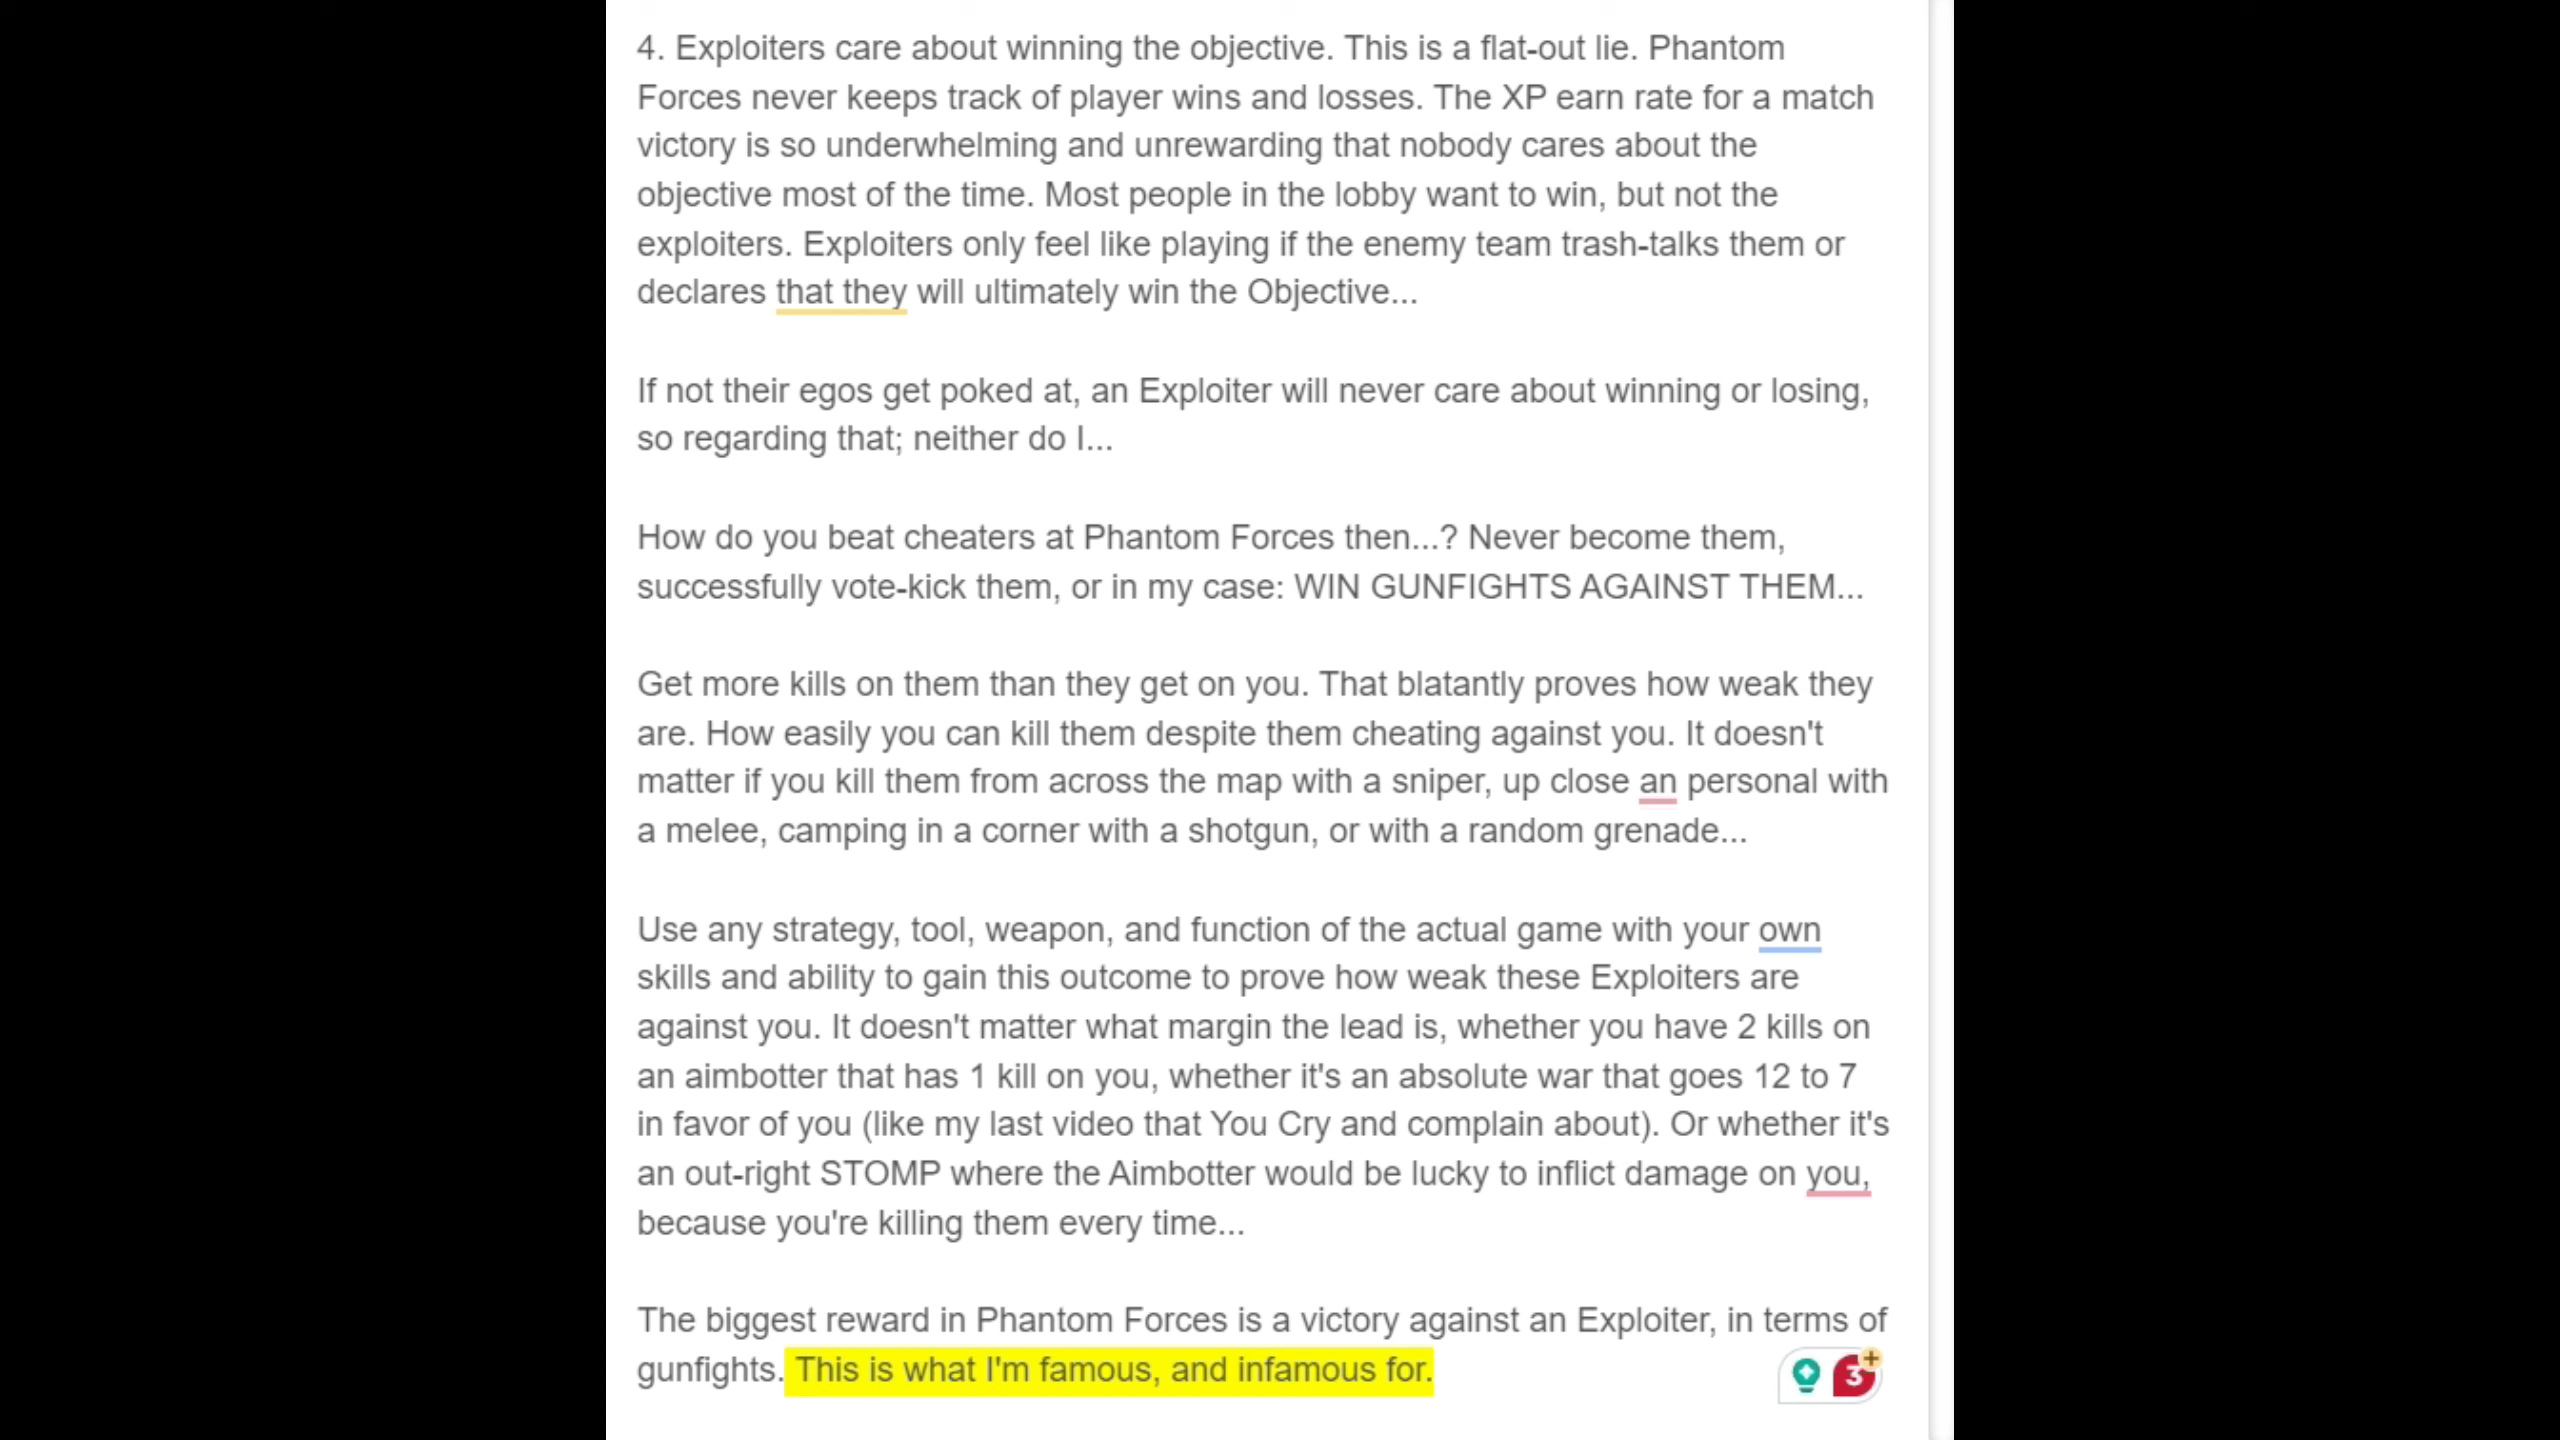 4. Exploiters care about winning the objective. This is a flat-out lie. Phantom
Forces never keeps track of player wins and losses. The XP earn rate for a match
victory is so underwhelming and unrewarding that nobody cares about the
objective most of the time. Most people in the lobby want to win, but not the
exploiters. Exploiters only feel like playing if the enemy team trash-talks them or
declares that they will ultimately win the Objective...
If not their egos get poked at, an Exploiter will never care about winning or losing,
so regarding that; neither do I...
How do you beat cheaters at Phantom Forces then...? Never become them,
successfully vote-kick them, or in my case: WIN GUNFIGHTS AGAINST THEM...
Get more kills on them than they get on you. That blatantly proves how weak they
are. How easily you can kill them despite them cheating against you. It doesn't
matter if you kill them from across the map with a sniper, up close an personal with
a melee, camping in a corner with a shotgun, or with a random grenade...
Use any strategy, tool, weapon, and function of the actual game with your own
skills and ability to gain this outcome to prove how weak these Exploiters are
against you. It doesn't matter what margin the lead is, whether you have 2 kills on
an aimbotter that has 1 kill on you, whether it's an absolute war that goes 12 to 7
in favor of you (like my last video that You Cry and complain about). Or whether it's
an out-right STOMP where the Aimbotter would be lucky to inflict damage on you,
because you're killing them every time...
The biggest reward in Phantom Forces is a victory against an Exploiter, in terms of
gunfights. This is what I'm famous, and infamous for.
3+